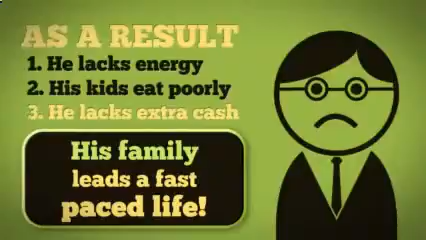 AS A RESULT
1. He lacks energy
2. His kids eat poorly
3. He lacks extra cash
His family
leads a fast
paced life!